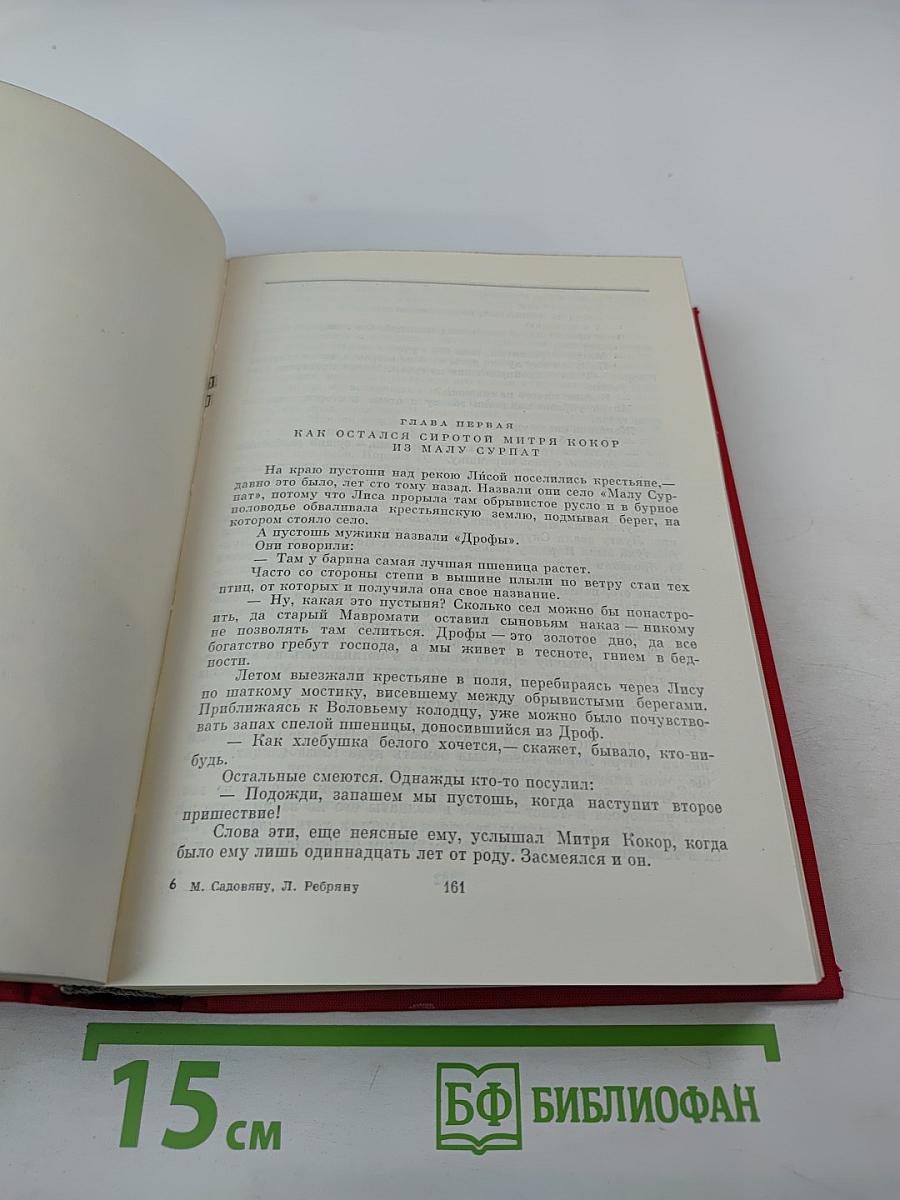 ГЛАВА ПЕРВАЯ
КАК ОСТАЛСЯ СИРОТОЙ МИТРЯ КОКОР
ИЗ МАЛУ СУРПАТ
На краю пустоши над рекою Ли́сой поселились крестьяне,—
давно это было, лет сто тому назад. Назвали они село «Малу Сур-
пат», потому что Лиса прорыла там обрывистое русло и в бурное
половодье обваливала крестьянскую землю, подмывая берег, на
котором стояло село.
А пустошь мужики назвали «Дрофы».
Они говорили:
— Там у барина самая лучшая пшеница растет.
Часто со стороны степи в вышине плыли по ветру стаи тех
птиц, от которых и получила она свое название.
— Ну, какая это пустыня? Сколько сел можно бы понастро-
ить, да старый Мавромати оставил сыновьям наказ — никому
не позволять там селиться. Дрофы — это золотое дно, да все
богатство гребут господа, а мы живет в тесноте, гнием в бед-
ности.
Летом выезжали крестьяне в поля, перебираясь через Лису
по шаткому мостику, висевшему между обрывистыми берегами.
Приближаясь к Воловьему колодцу, уже можно было почувство-
вать запах спелой пшеницы, доносившийся из Дроф.
— Как хлебушка белого хочется,— скажет, бывало, кто-ни-
будь.
Остальные смеются. Однажды кто-то посулил:
— Подожди, запашем мы пустошь, когда наступит второе
пришествие!
Слова эти, еще неясные ему, услышал Митря Кокор, когда
было ему лишь одиннадцать лет от роду. Засмеялся и он.
6 М. Садовяну, Л. Ребряну 161
15 см БФ БИБЛИОФАН